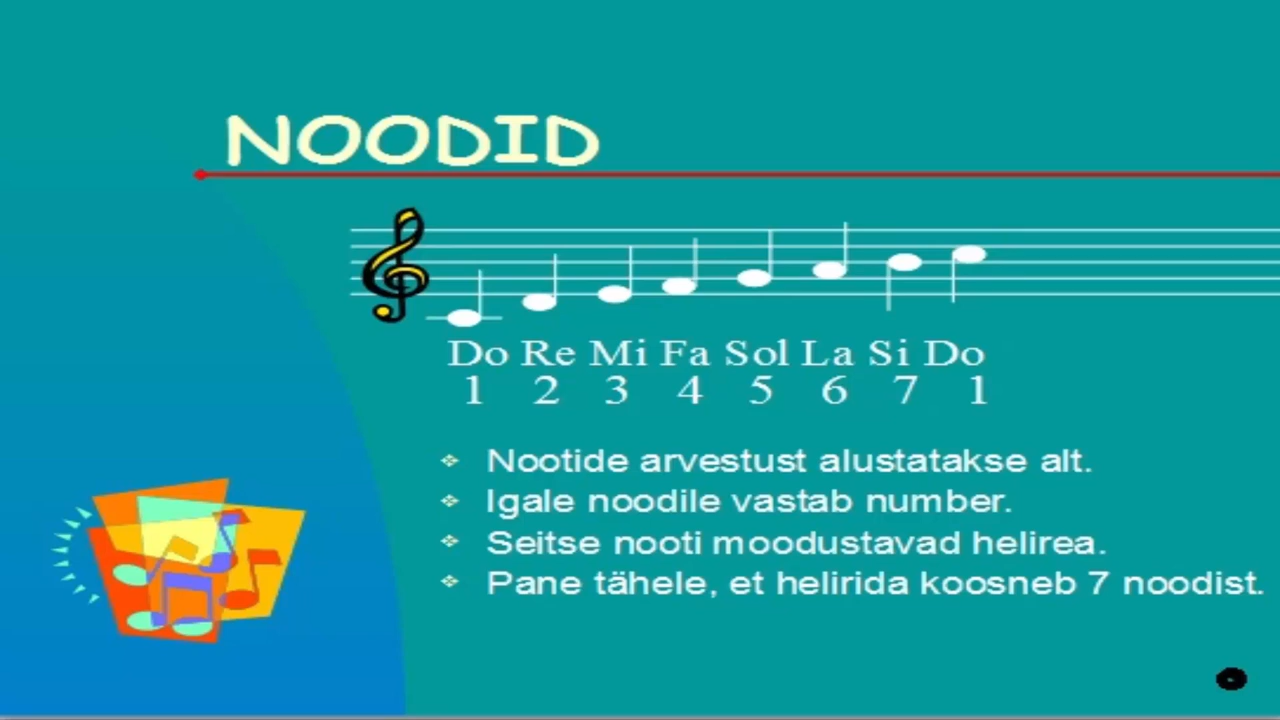 NOODID
Do Re Mi Fa Sol La Si Do
1 2 3 4 5 6 7 1
Nootide arvestust alustatakse alt.
Igale noodile vastab number.
Seitse nooti moodustavad helirea.
Pane tähele, et helirida koosneb 7 noodist.